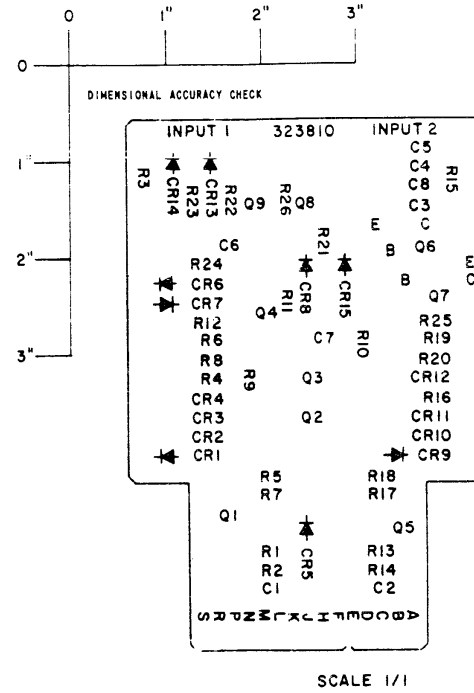 0 1" 2" 3"
0
DIMENSIONAL ACCURACY CHECK
INPUT 1 323810 INPUT 2
C5
1" C4
R3 CR14 R23 CR13 R22 Q9 R26 Q8 C8 R15
C3
E C
C6 R21 B Q6
2" R24 E
CR6 CR8 CR15 C C
CR7 R11 Q7
Q4
R12 R25
R6 C7 R10 R19
3" R8 R20
R4 R9 Q3 CR12
CR4 R16
CR3 Q2 CR11
CR2 CR10
CR1 CR9
R5 R18
R7 R17
Q1 Q5
R1 CR5 R13
R2 R14
C1 C2
S R P N M L K J H F E D C B A
SCALE 1/1